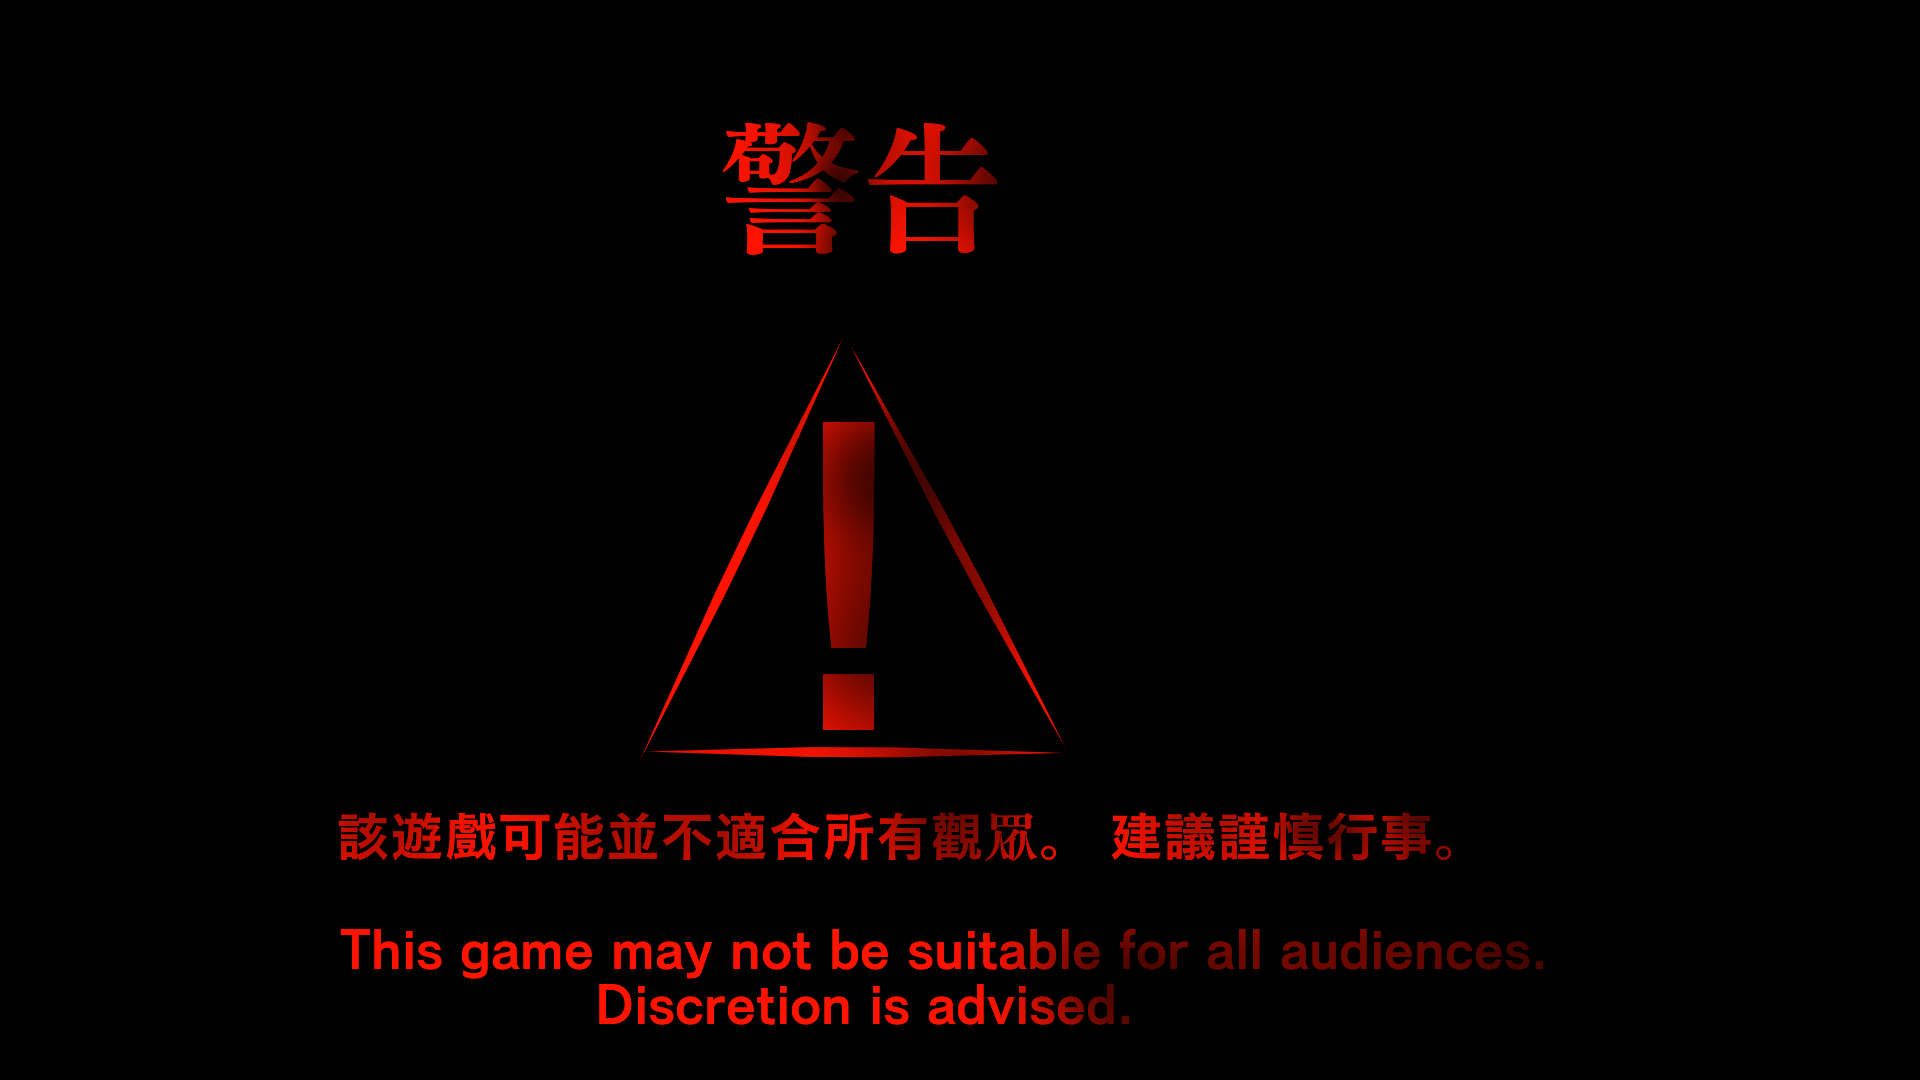 警告
!
該遊戲可能並不適合所有觀眾。 建議謹慎行事。
This game may not be suitable for all audiences.
Discretion is advised.